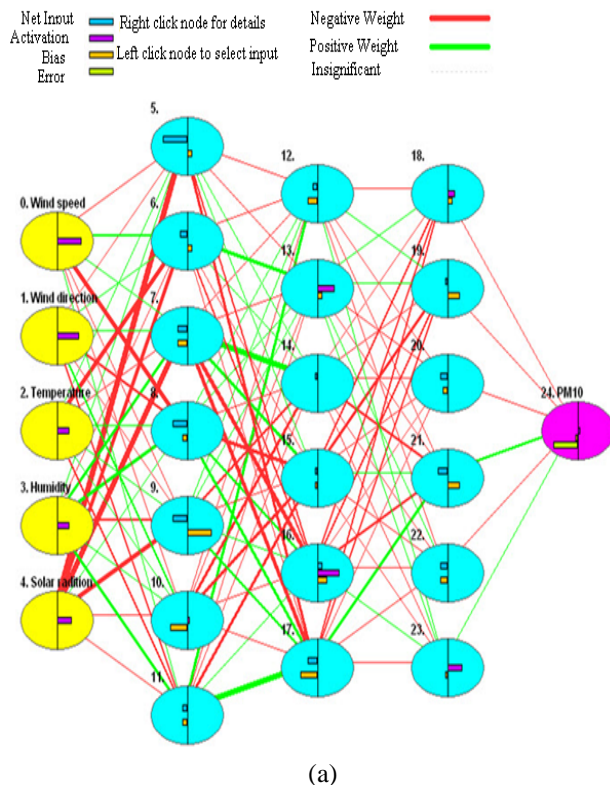 Net Input
Activation
Bias
Error
Right click node for details
Left click node to select input
Negative Weight
Positive Weight
Insignificant
5.
12.
18.
0. Wind speed
6.
13.
19.
1. Wind direction
7.
14.
20.
2. Temperature
8.
15.
21.
24. PM10
3. Humidity
9.
16.
22.
4. Solar radition
10.
17.
23.
11.
(a)